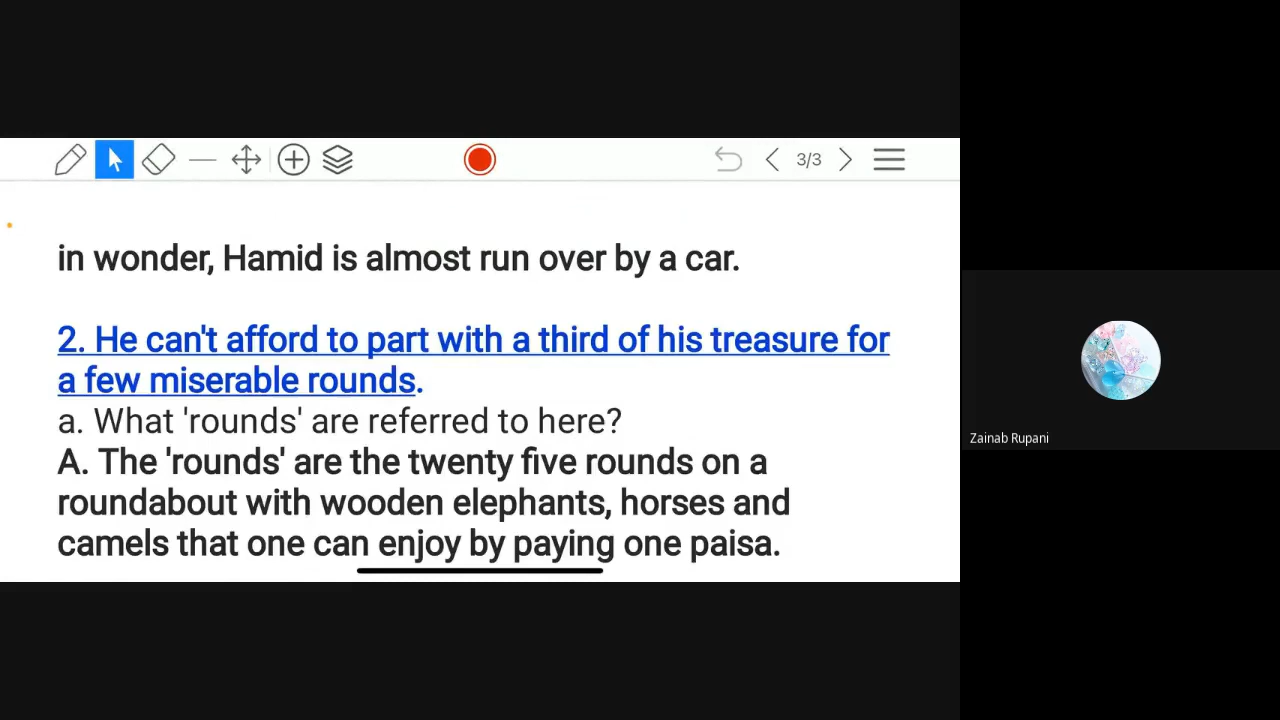 3/3
in wonder, Hamid is almost run over by a car.
2. He can't afford to part with a third of his treasure for
a few miserable rounds.
a. What 'rounds' are referred to here?
A. The 'rounds' are the twenty five rounds on a
roundabout with wooden elephants, horses and
camels that one can enjoy by paying one paisa.
Zainab Rupani